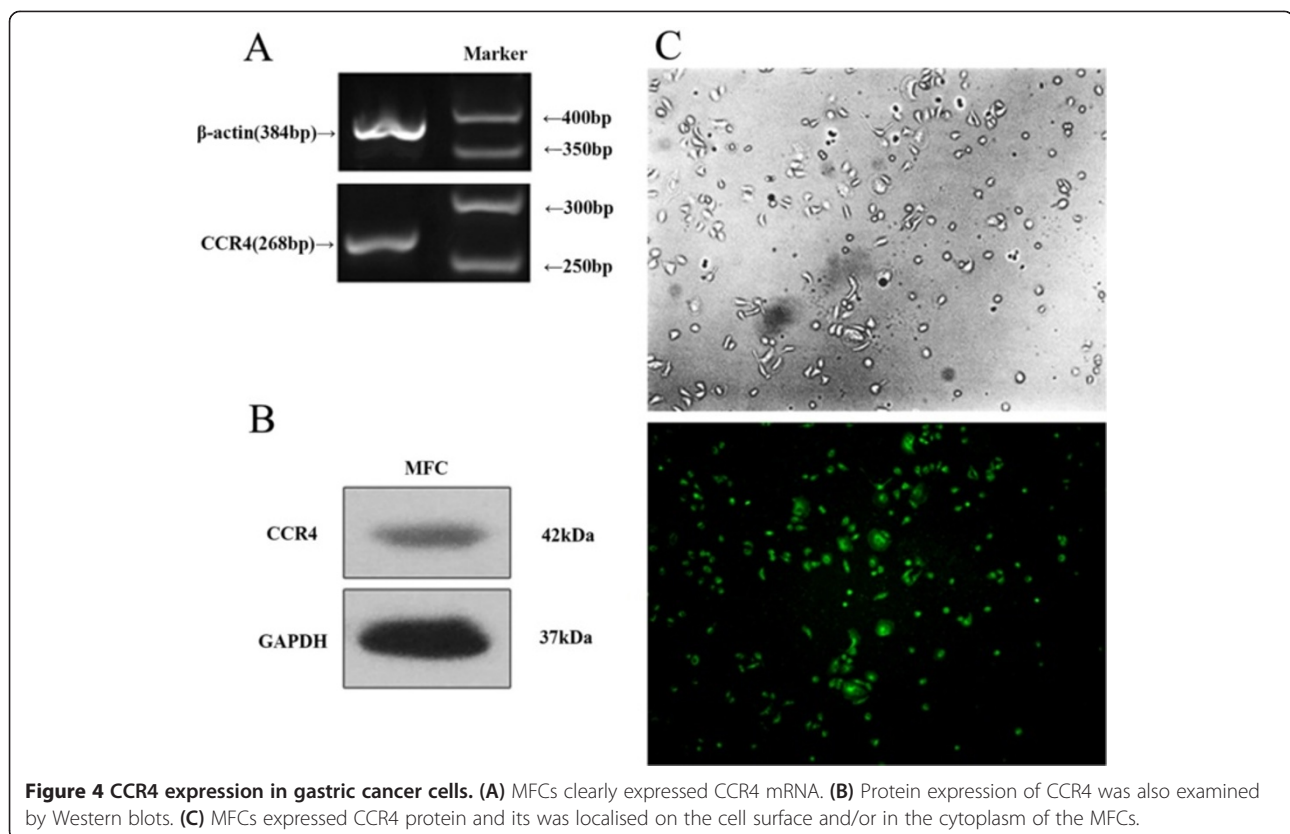 A
Marker
β-actin(384bp)→
←400bp
←350bp
CCR4(268bp)→
←300bp
←250bp
B
MFC
CCR4
42kDa
GAPDH
37kDa
C
Figure 4 CCR4 expression in gastric cancer cells. (A) MFCs clearly expressed CCR4 mRNA. (B) Protein expression of CCR4 was also examined
by Western blots. (C) MFCs expressed CCR4 protein and its was localised on the cell surface and/or in the cytoplasm of the MFCs.